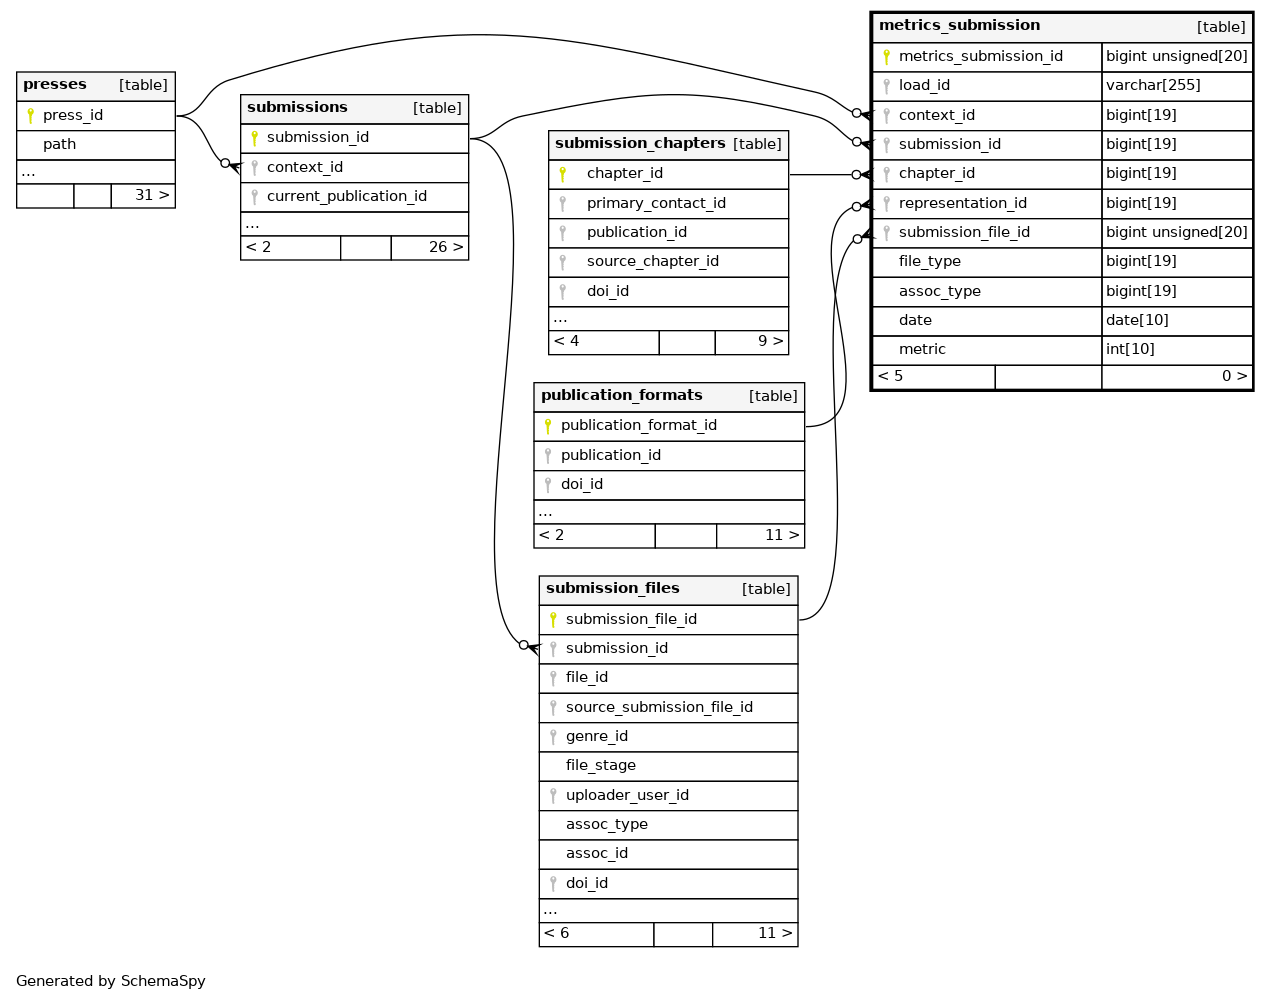 presses [table]
press_id
path
...
31 >
submissions [table]
submission_id
context_id
current_publication_id
...
< 2 26 >
submission_chapters [table]
chapter_id
primary_contact_id
publication_id
source_chapter_id
doi_id
...
< 4 9 >
publication_formats [table]
publication_format_id
publication_id
doi_id
...
< 2 11 >
submission_files [table]
submission_file_id
submission_id
file_id
source_submission_file_id
genre_id
file_stage
uploader_user_id
assoc_type
assoc_id
doi_id
...
< 6 11 >
metrics_submission [table]
metrics_submission_id bigint unsigned[20]
load_id varchar[255]
context_id bigint[19]
submission_id bigint[19]
chapter_id bigint[19]
representation_id bigint[19]
submission_file_id bigint unsigned[20]
file_type bigint[19]
assoc_type bigint[19]
date date[10]
metric int[10]
< 5 0 >
Generated by SchemaSpy